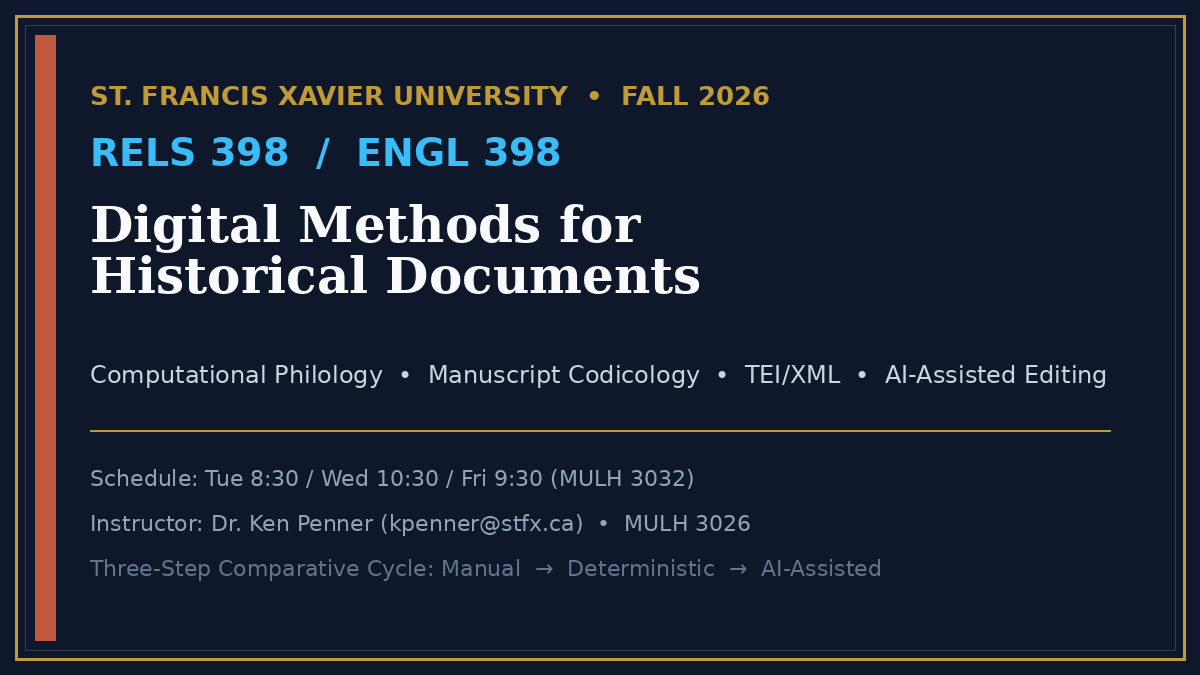 ST. FRANCIS XAVIER UNIVERSITY • FALL 2026
RELS 398 / ENGL 398
Digital Methods for
Historical Documents
Computational Philology • Manuscript Codicology • TEI/XML • AI-Assisted Editing
Schedule: Tue 8:30 / Wed 10:30 / Fri 9:30 (MULH 3032)
Instructor: Dr. Ken Penner (kpenner@stfx.ca) • MULH 3026
Three-Step Comparative Cycle: Manual → Deterministic → AI-Assisted